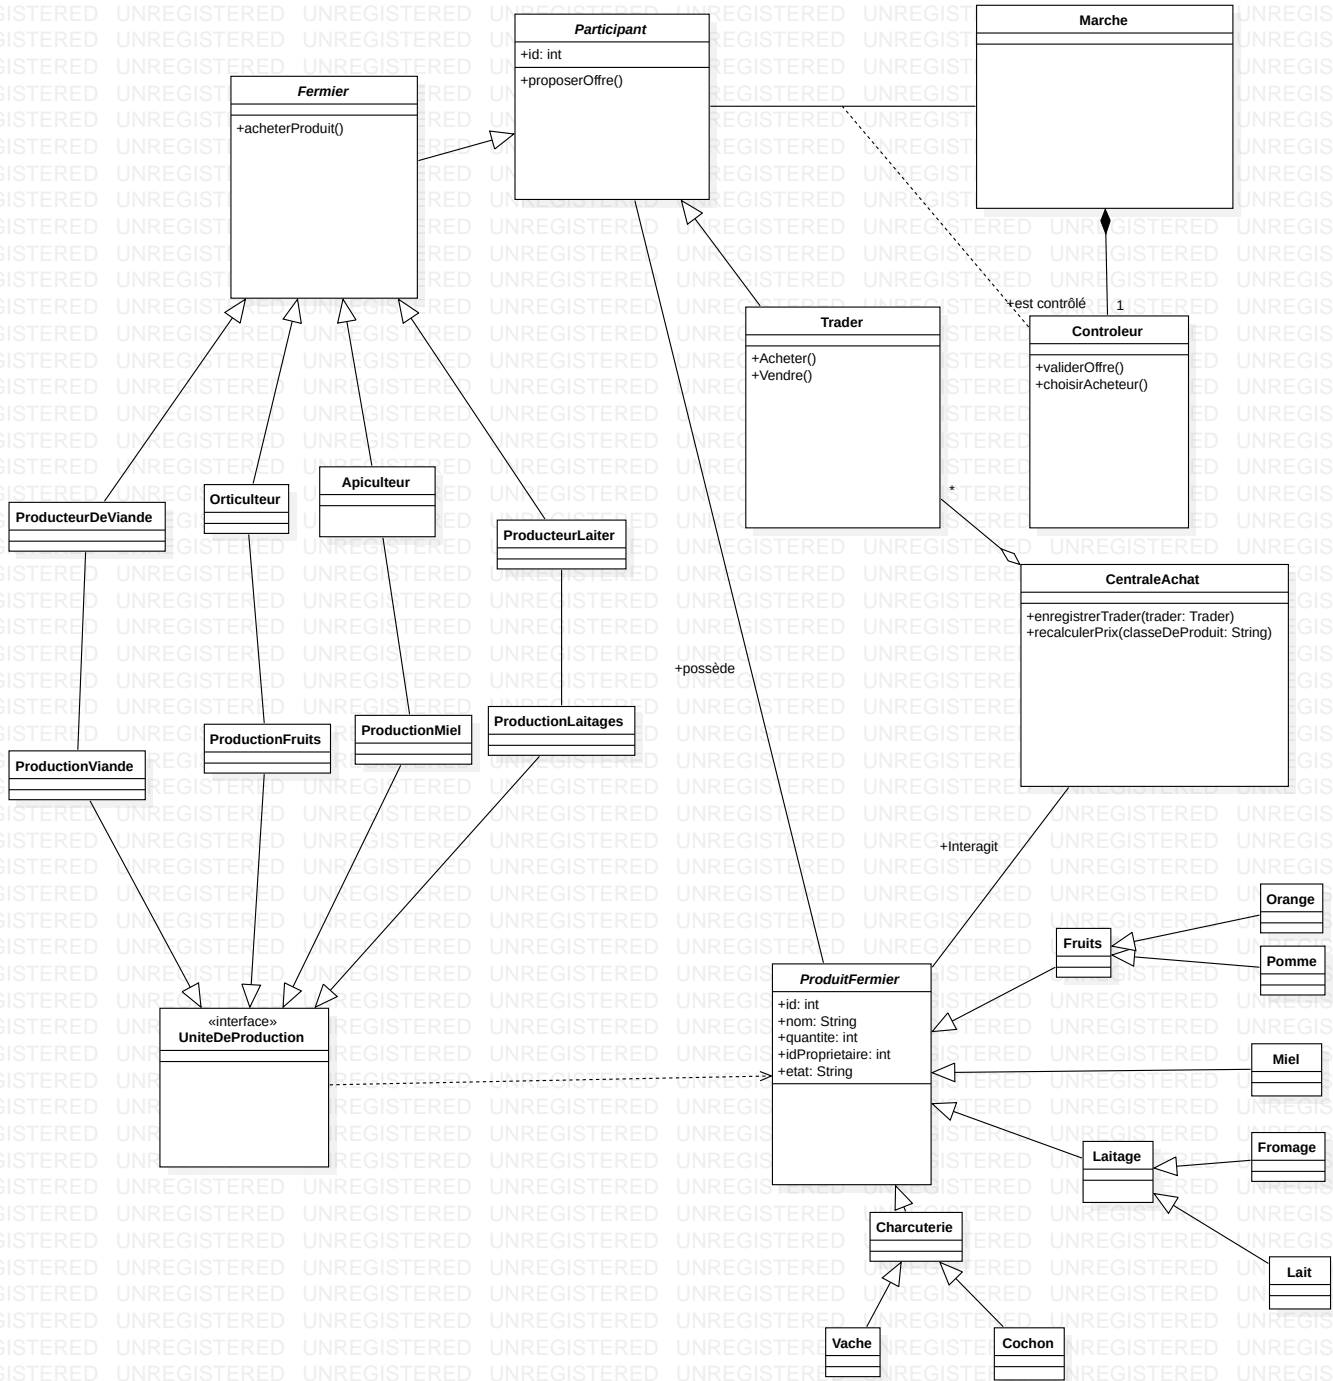 Participant
+id: int
+proposerOffre()
Marche
Fermier
+acheterProduit()
+est contrôlé
1
Trader
+Acheter()
+Vendre()
Controleur
+validerOffre()
+choisirAcheteur()
ProducteurDeViande
Orticulteur
Apiculteur
ProducteurLaiter
*
CentraleAchat
+enregistrerTrader(trader: Trader)
+recalculerPrix(classeDeProduit: String)
+possède
ProductionViande
ProductionFruits
ProductionMiel
ProductionLaitages
+Interagit
«interface»
UniteDeProduction
ProduitFermier
+id: int
+nom: String
+quantite: int
+idProprietaire: int
+etat: String
Fruits
Orange
Pomme
Miel
Laitage
Fromage
Lait
Charcuterie
Vache
Cochon
UNREGISTERED